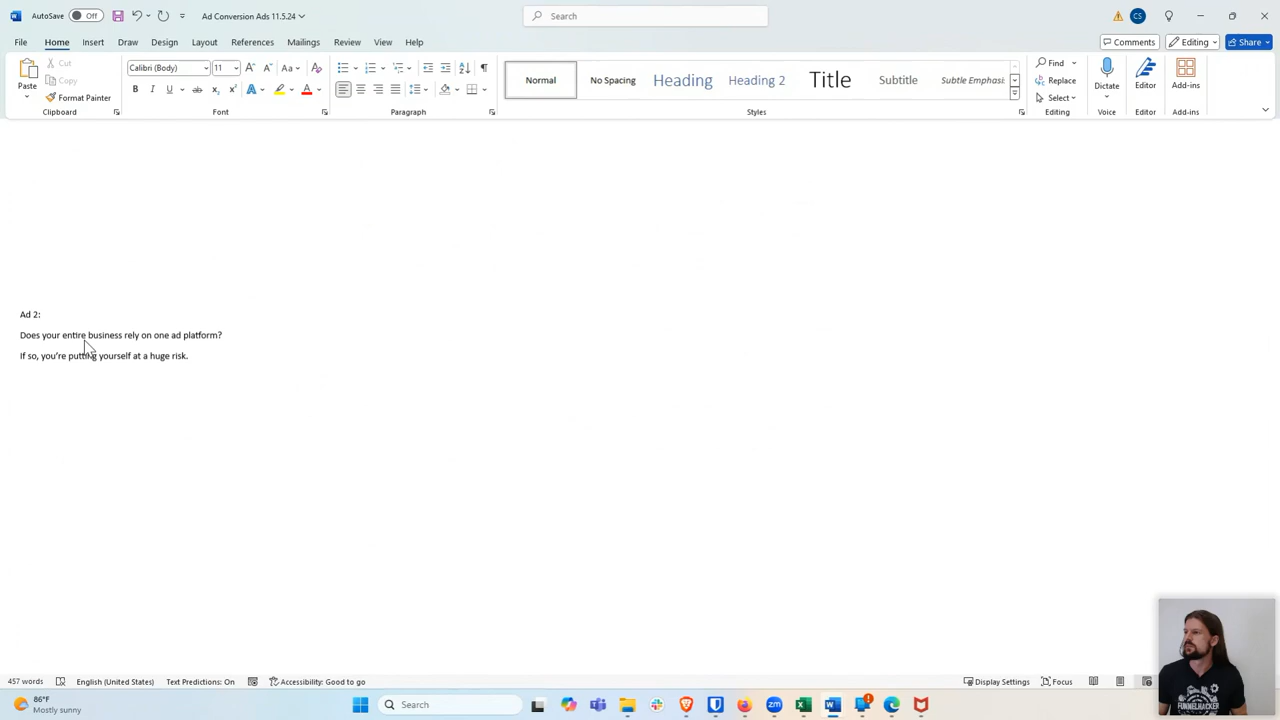 AutoSave Off Ad Conversion Ads 11.5.24 Search CS
File Home Insert Draw Design Layout References Mailings Review View Help Comments Editing Share
Paste Cut Copy Format Painter
Calibri (Body) 11
Normal No Spacing Heading Heading 2 Title Subtitle Subtle Emphasis
Find Replace Select
Dictate Editor Add-ins
Clipboard Font Paragraph Styles Editing Voice Editor Add-ins
Ad 2:
Does your entire business rely on one ad platform?
If so, you're putting yourself at a huge risk.
FUNNELHACKER
457 words English (United States) Text Predictions: On Accessibility: Good to go Display Settings Focus
86°F
Mostly sunny
Search